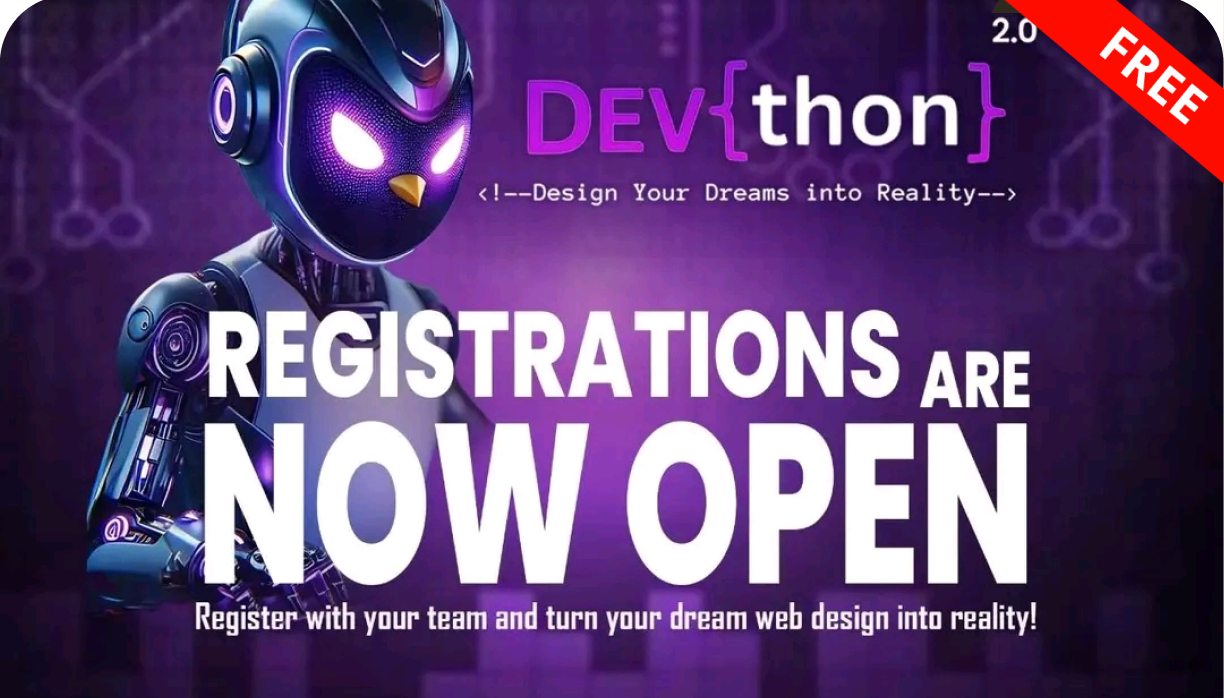 2.0
FREE
DEV{thon}
<!--Design Your Dreams into Reality-->
REGISTRATIONS ARE
NOW OPEN
Register with your team and turn your dream web design into reality!